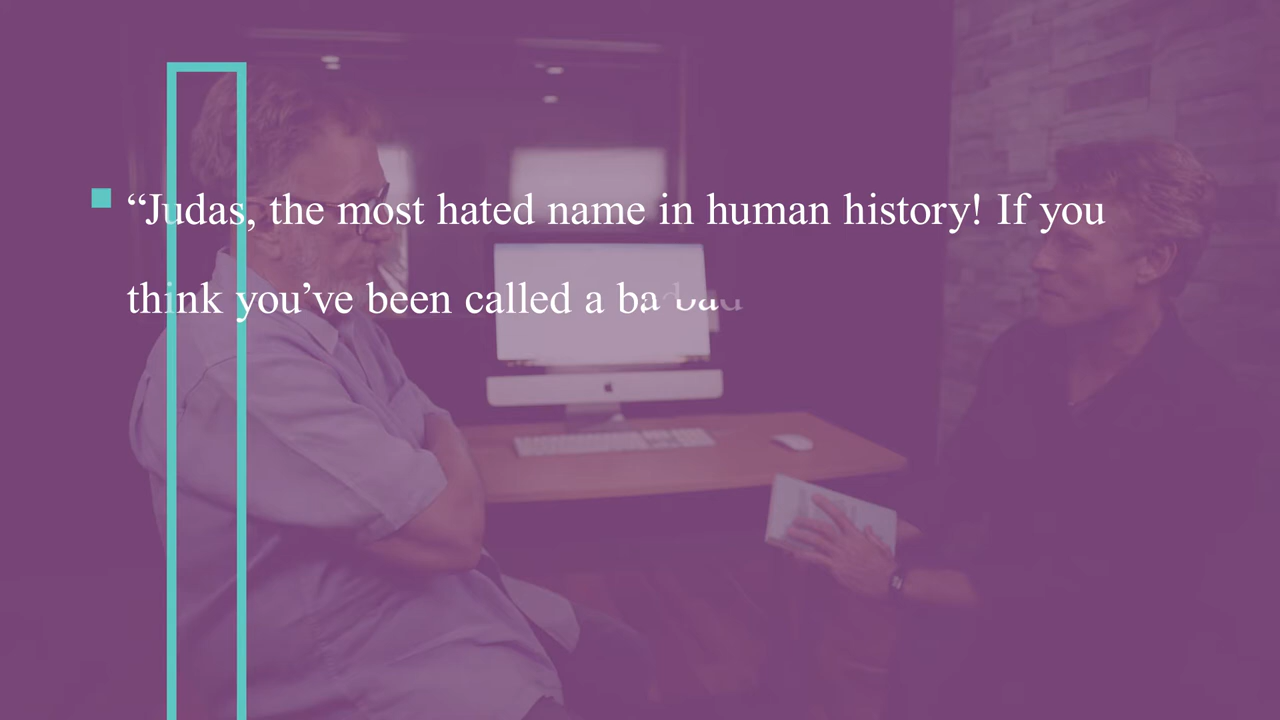 “Judas, the most hated name in human history! If you
think you’ve been called a